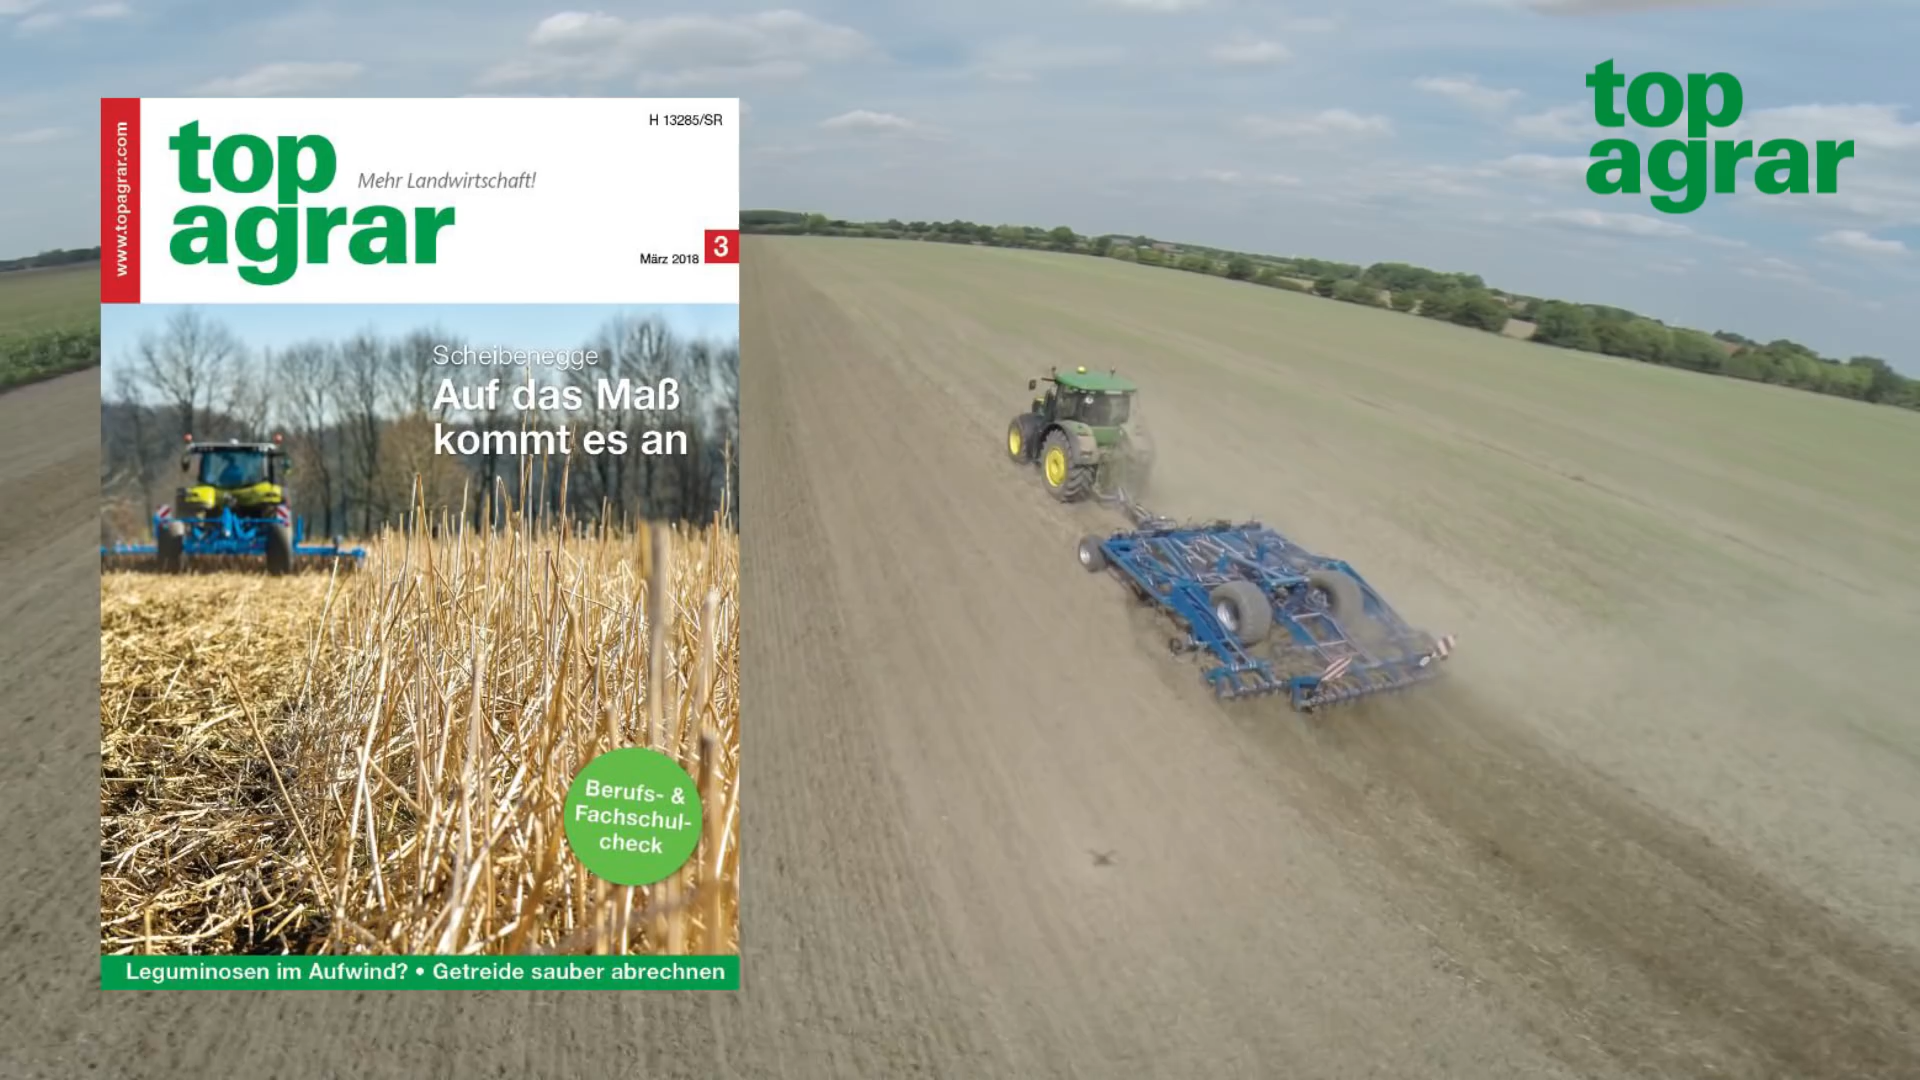 www.topagrar.com
top
agrar
Mehr Landwirtschaft!
H 13285/SR
März 2018 3
Scheibenegge
Auf das Maß
kommt es an
Berufs- &
Fachschul-
check
Leguminosen im Aufwind? • Getreide sauber abrechnen
top
agrar